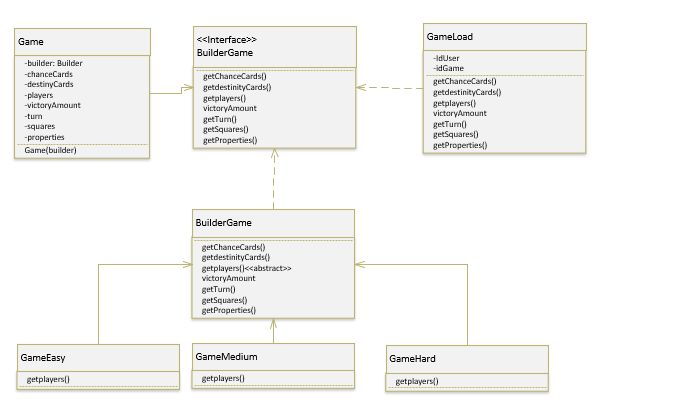 Game
-builder: Builder
-chanceCards
-destinyCards
-players
-victoryAmount
-turn
-squares
-properties
Game(builder)
<<Interface>>
BuilderGame
getChanceCards()
getdestinityCards()
getplayers()
victoryAmount
getTurn()
getSquares()
getProperties()
GameLoad
-IdUser
-idGame
getChanceCards()
getdestinityCards()
getplayers()
victoryAmount
getTurn()
getSquares()
getProperties()
BuilderGame
getChanceCards()
getdestinityCards()
getplayers()<<abstract>>
victoryAmount
getTurn()
getSquares()
getProperties()
GameEasy
getplayers()
GameMedium
getplayers()
GameHard
getplayers()